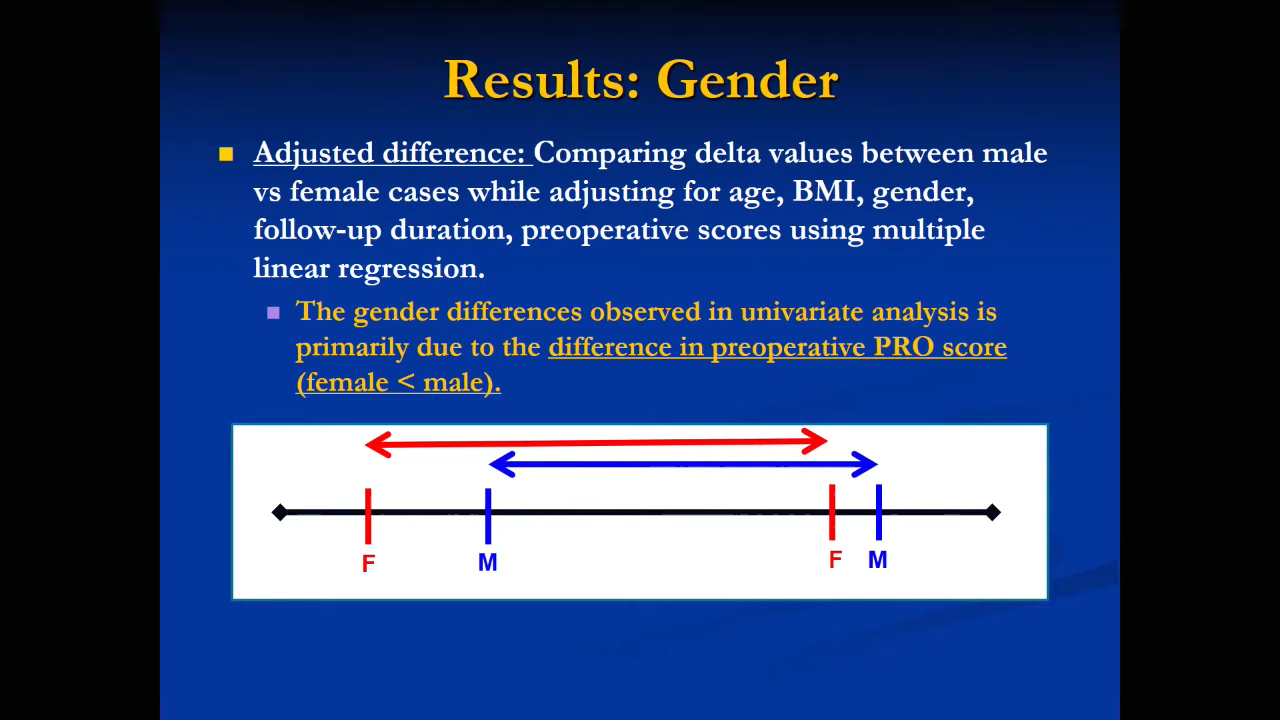 Results: Gender
Adjusted difference: Comparing delta values between male
vs female cases while adjusting for age, BMI, gender,
follow-up duration, preoperative scores using multiple
linear regression.
The gender differences observed in univariate analysis is
primarily due to the difference in preoperative PRO score
(female < male).
F M F M